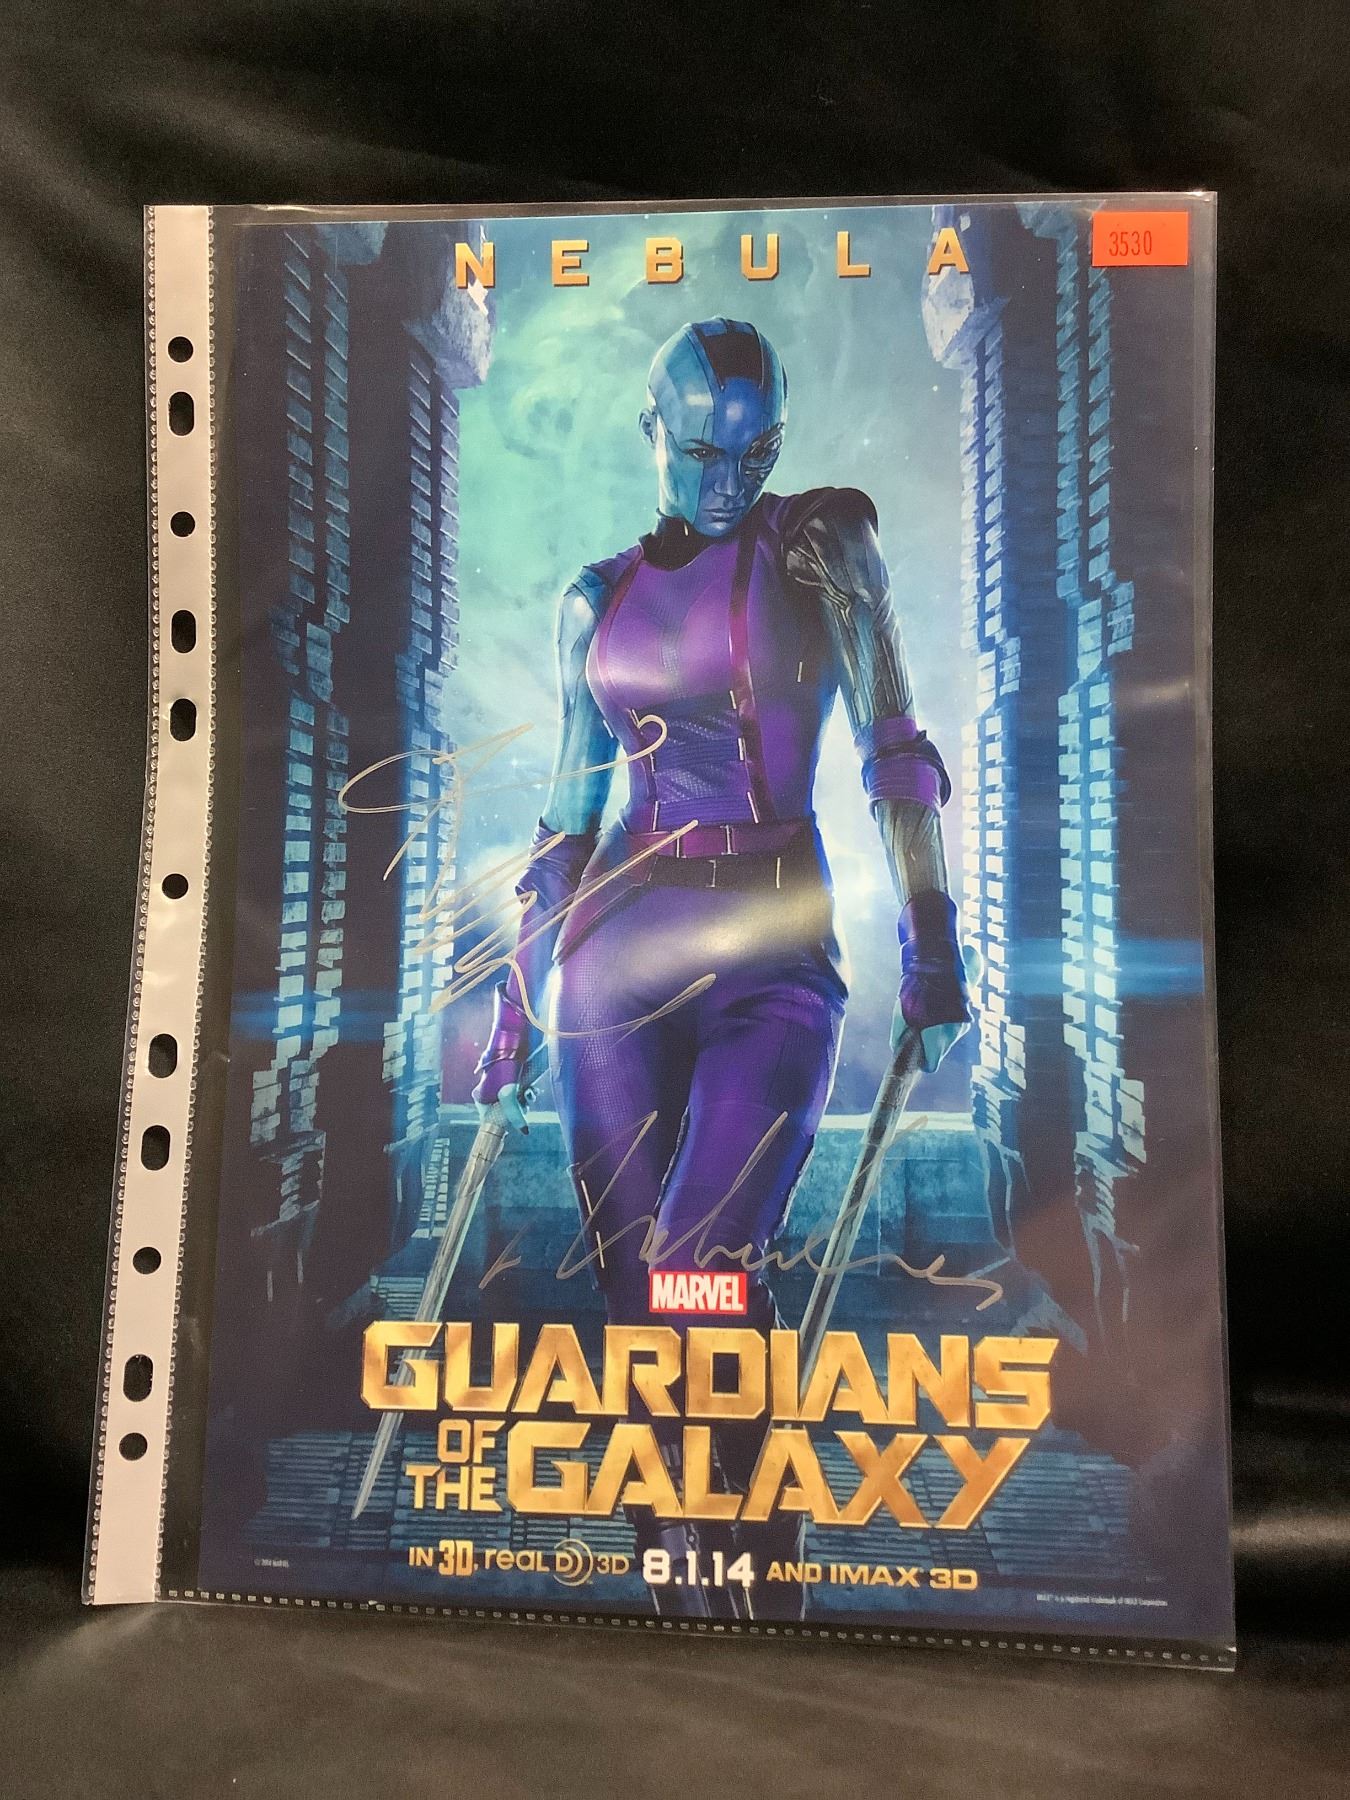 3530
NEBULA
MARVEL
GUARDIANS
OF THE GALAXY
IN 3D, REAL D 3D 8.1.14 AND IMAX 3D